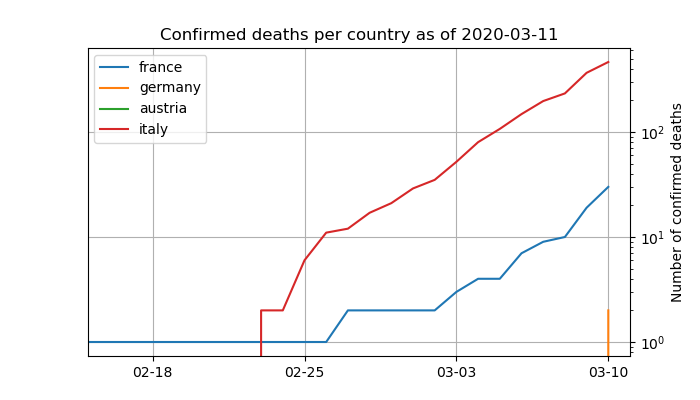 Confirmed deaths per country as of 2020-03-11
france
germany
austria
italy
10²
10¹
10⁰
Number of confirmed deaths
02-18
02-25
03-03
03-10